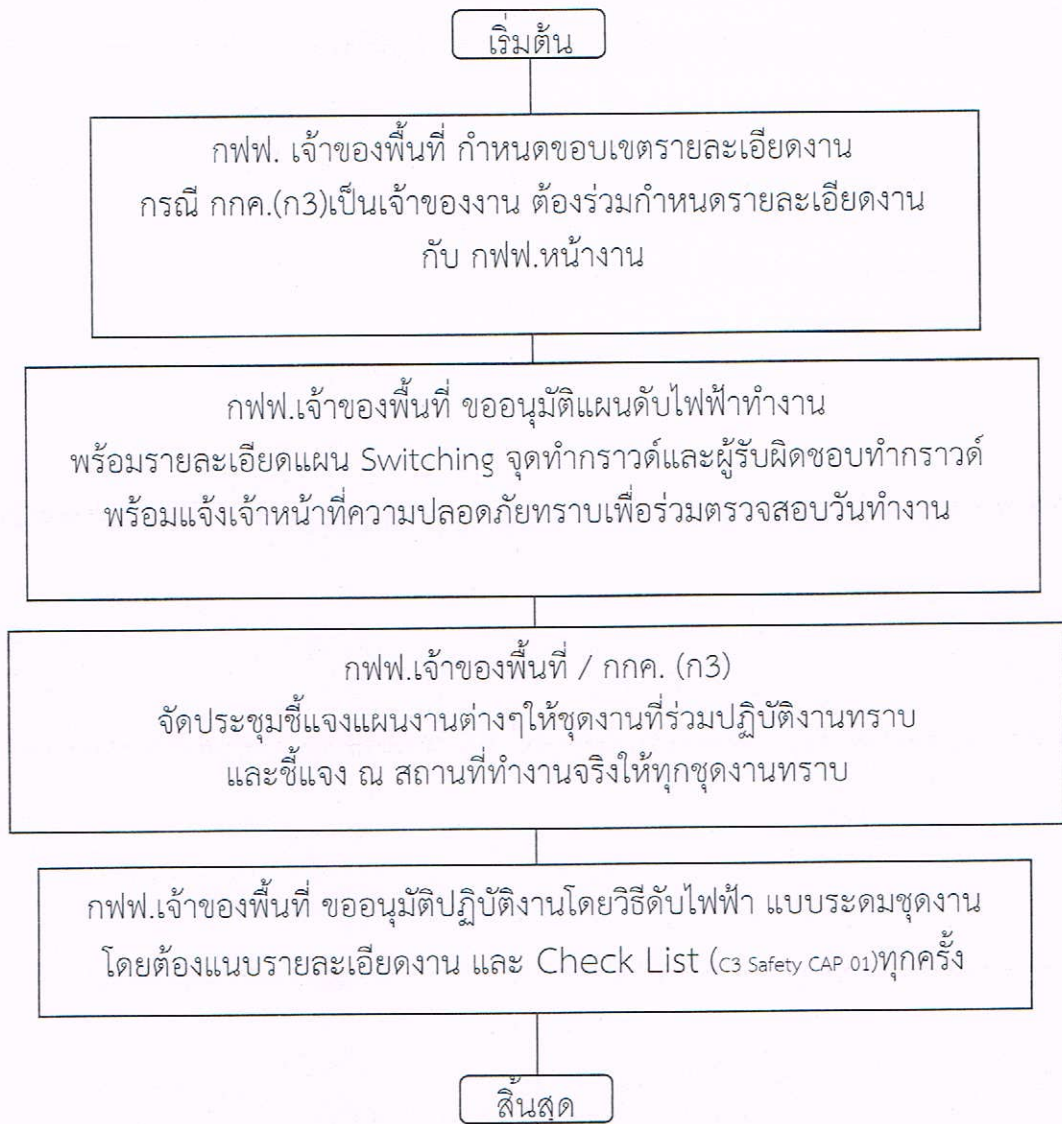 เริ่มต้น
กฟฟ. เจ้าของพื้นที่ กำหนดขอบเขตรายละเอียดงาน
กรณี กกค.(ก3)เป็นเจ้าของงาน ต้องร่วมกำหนดรายละเอียดงาน
กับ กฟฟ.หน้างาน
กฟฟ.เจ้าของพื้นที่ ขออนุมัติแผนดับไฟฟ้าทำงาน
พร้อมรายละเอียดแผน Switching จุดทำกราวด์และผู้รับผิดชอบทำกราวด์
พร้อมแจ้งเจ้าหน้าที่ความปลอดภัยทราบเพื่อร่วมตรวจสอบวันทำงาน
กฟฟ.เจ้าของพื้นที่ / กกค. (ก3)
จัดประชุมชี้แจงแผนงานต่างๆให้ชุดงานที่ร่วมปฏิบัติงานทราบ
และชี้แจง ณ สถานที่ทำงานจริงให้ทุกชุดงานทราบ
กฟฟ.เจ้าของพื้นที่ ขออนุมัติปฏิบัติงานโดยวิธีดับไฟฟ้า แบบระดมชุดงาน
โดยต้องแนบรายละเอียดงาน และ Check List (C3 Safety CAP 01)ทุกครั้ง
สิ้นสุด